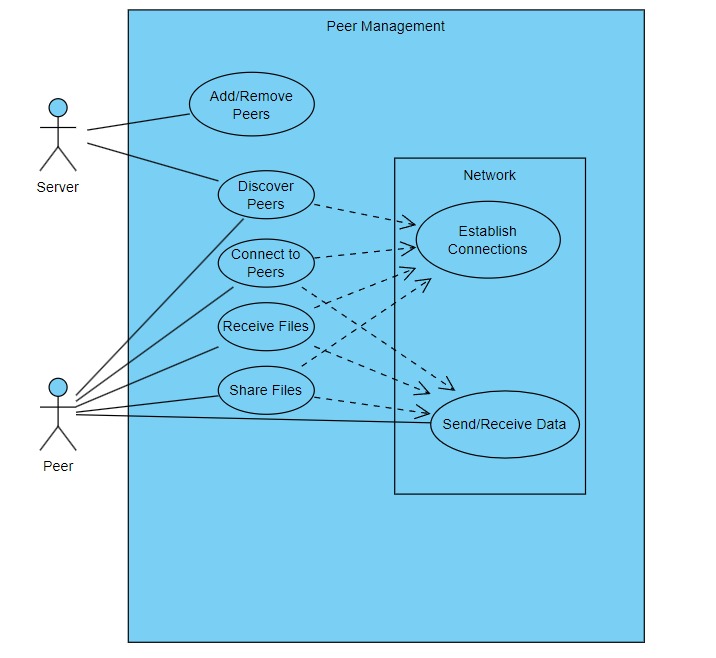 Peer Management
Add/Remove
Peers
Server
Discover
Peers
Network
Establish
Connections
Connect to
Peers
Receive Files
Share Files
Send/Receive Data
Peer